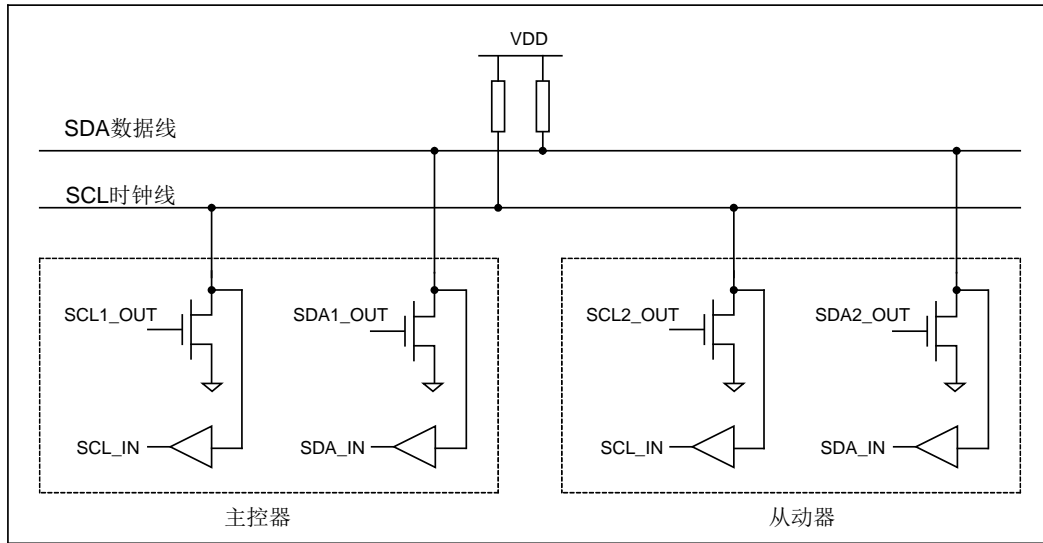 VDD
SDA数据线
SCL时钟线
SCL1_OUT
SDA1_OUT
SCL2_OUT
SDA2_OUT
SCL_IN
SDA_IN
SCL_IN
SDA_IN
主控器
从动器